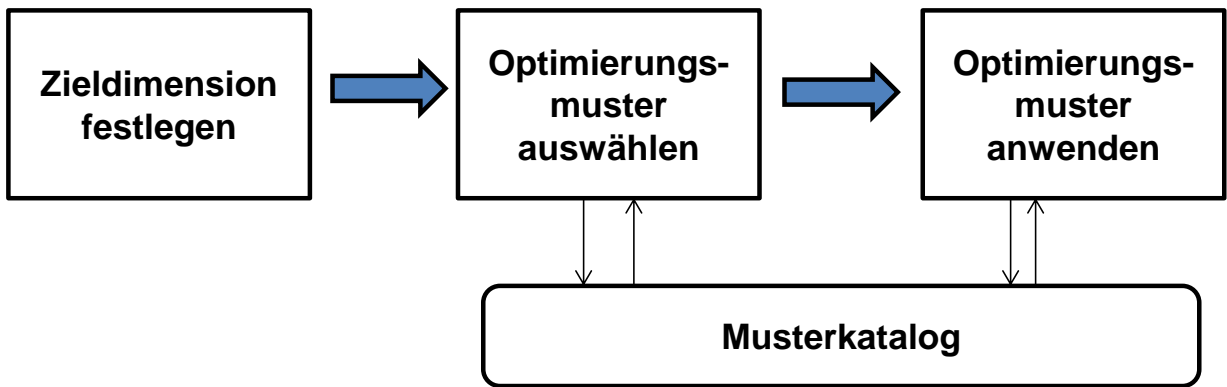 Zieldimension
festlegen
Optimierungs-
muster
auswählen
Optimierungs-
muster
anwenden
Musterkatalog